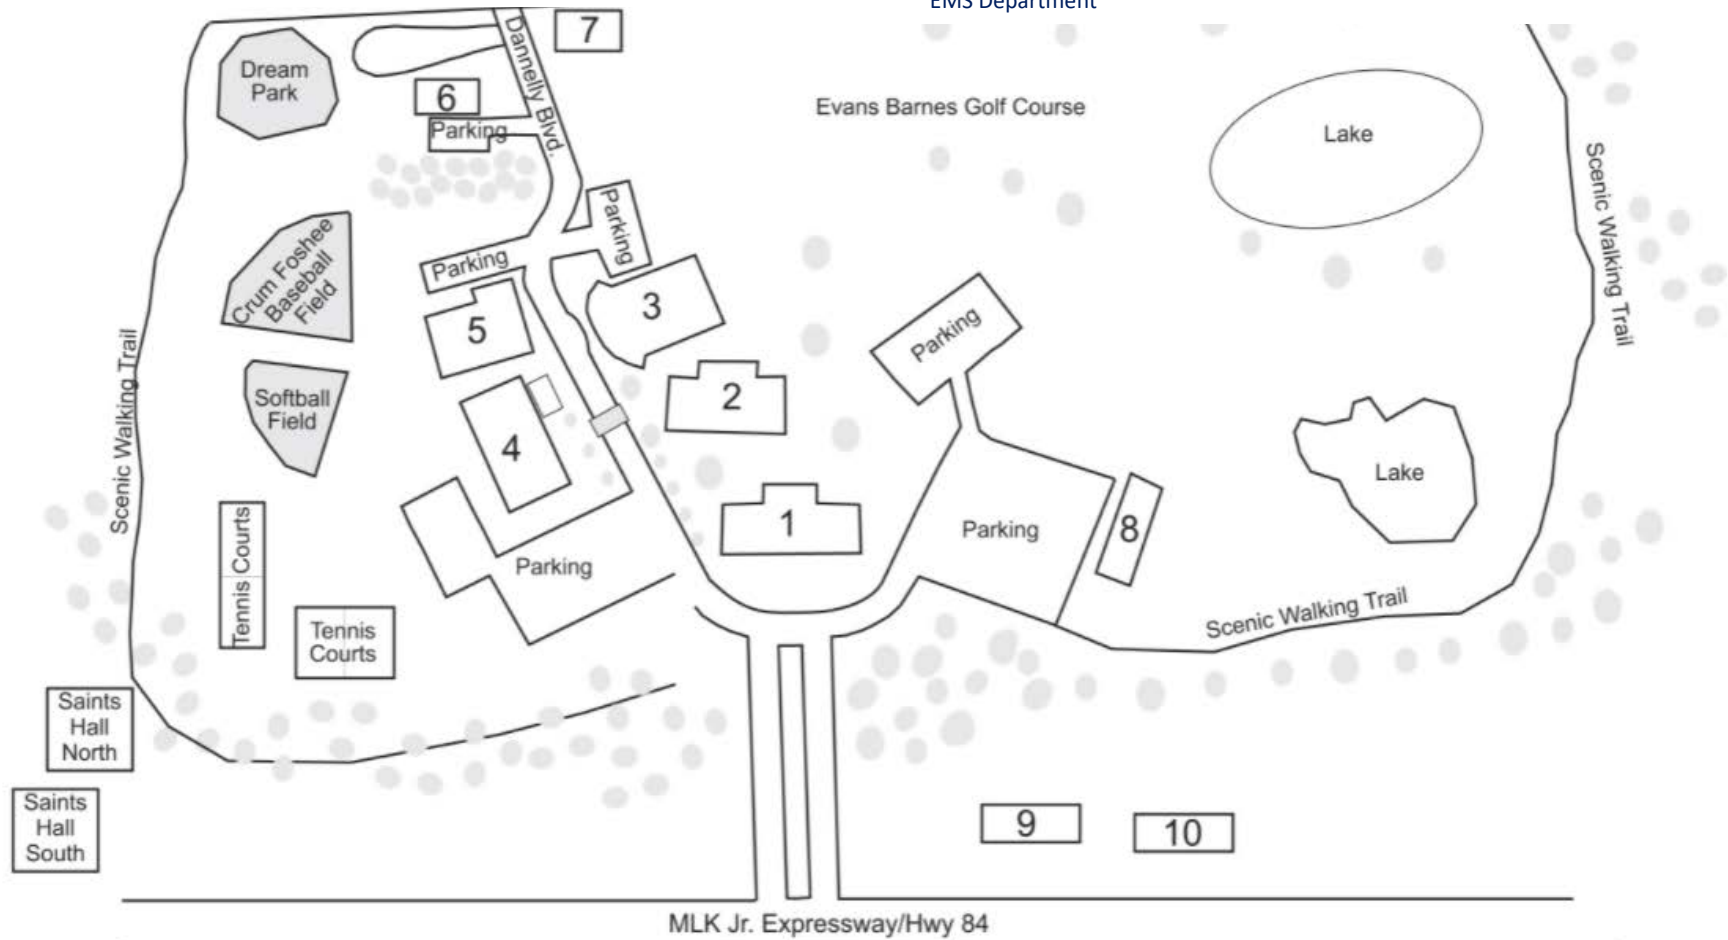 EMS Department
7
Dannelly Blvd.
Dream
Park
6
Parking
Evans Barnes Golf Course
Lake
Scenic Walking Trail
Parking
Crum Foshee
Baseball
Field
Parking
3
5
Parking
Scenic Walking Trail
2
Softball
Field
4
Lake
1
Parking
8
Tennis Courts
Parking
Tennis
Courts
Scenic Walking Trail
Saints
Hall
North
Saints
Hall
South
9
10
MLK Jr. Expressway/Hwy 84